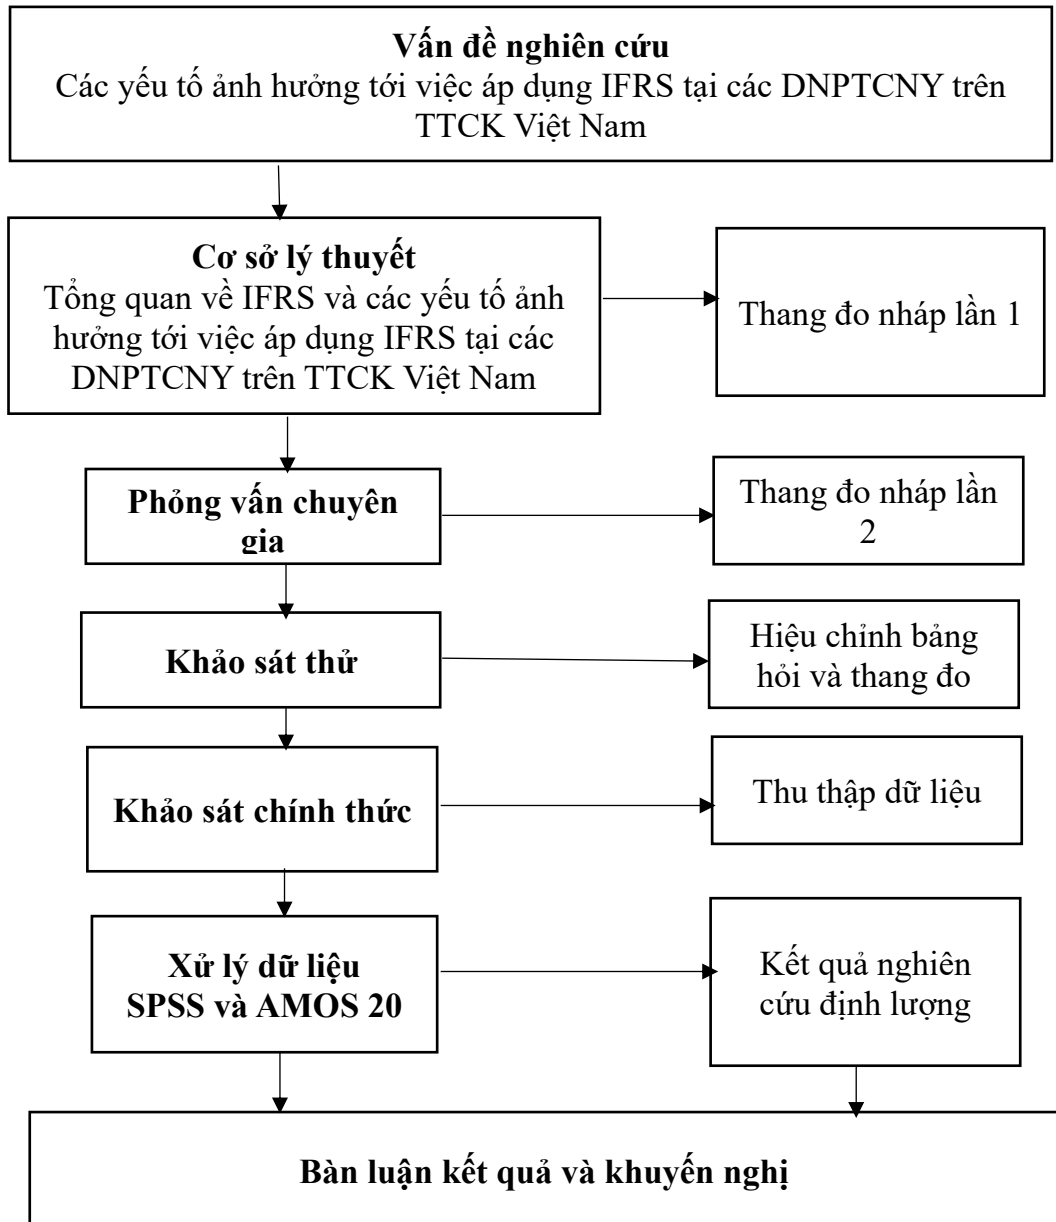 Vấn đề nghiên cứu
Các yếu tố ảnh hưởng tới việc áp dụng IFRS tại các DNPTCNY trên
TTCK Việt Nam
Cơ sở lý thuyết
Tổng quan về IFRS và các yếu tố ảnh
hưởng tới việc áp dụng IFRS tại các
DNPTCNY trên TTCK Việt Nam
Thang đo nháp lần 1
Phỏng vấn chuyên
gia
Thang đo nháp lần
2
Khảo sát thử
Hiệu chỉnh bảng
hỏi và thang đo
Khảo sát chính thức
Thu thập dữ liệu
Xử lý dữ liệu
SPSS và AMOS 20
Kết quả nghiên
cứu định lượng
Bàn luận kết quả và khuyến nghị